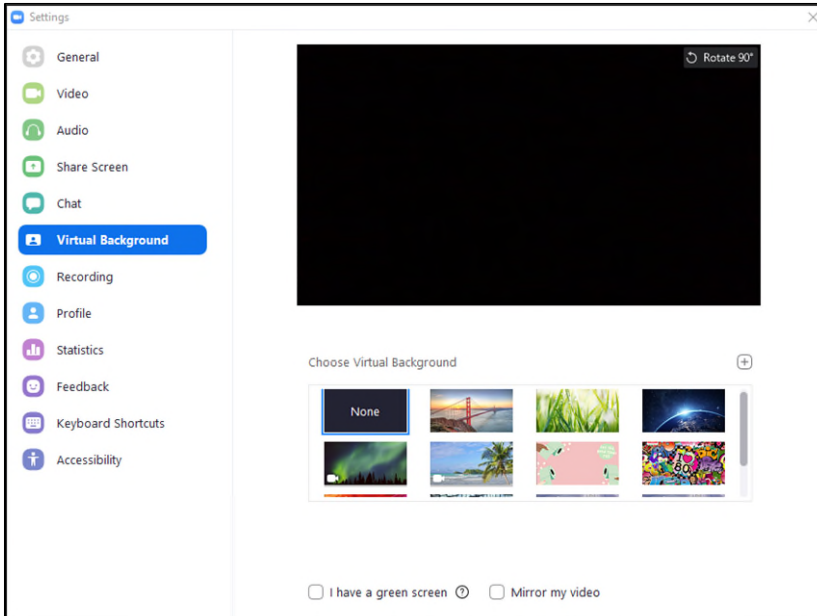 Settings
General
Video
Audio
Share Screen
Chat
Virtual Background
Recording
Profile
Statistics
Feedback
Keyboard Shortcuts
Accessibility
Rotate 90°
Choose Virtual Background
None
I have a green screen
Mirror my video